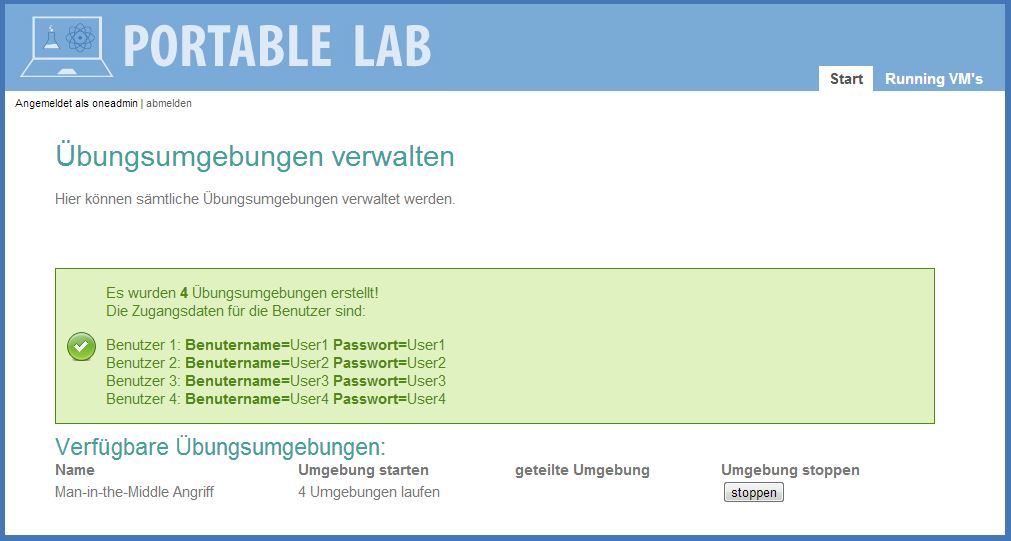 PORTABLE LAB
Start Running VM's
Angemeldet als oneadmin | abmelden
Übungsumgebungen verwalten
Hier können sämtliche Übungsumgebungen verwaltet werden.
Es wurden 4 Übungsumgebungen erstellt!
Die Zugangsdaten für die Benutzer sind:
Benutzer 1: Benutername=User1 Passwort=User1
Benutzer 2: Benutername=User2 Passwort=User2
Benutzer 3: Benutername=User3 Passwort=User3
Benutzer 4: Benutername=User4 Passwort=User4
Verfügbare Übungsumgebungen:
Name Umgebung starten geteilte Umgebung Umgebung stoppen
Man-in-the-Middle Angriff 4 Umgebungen laufen stoppen